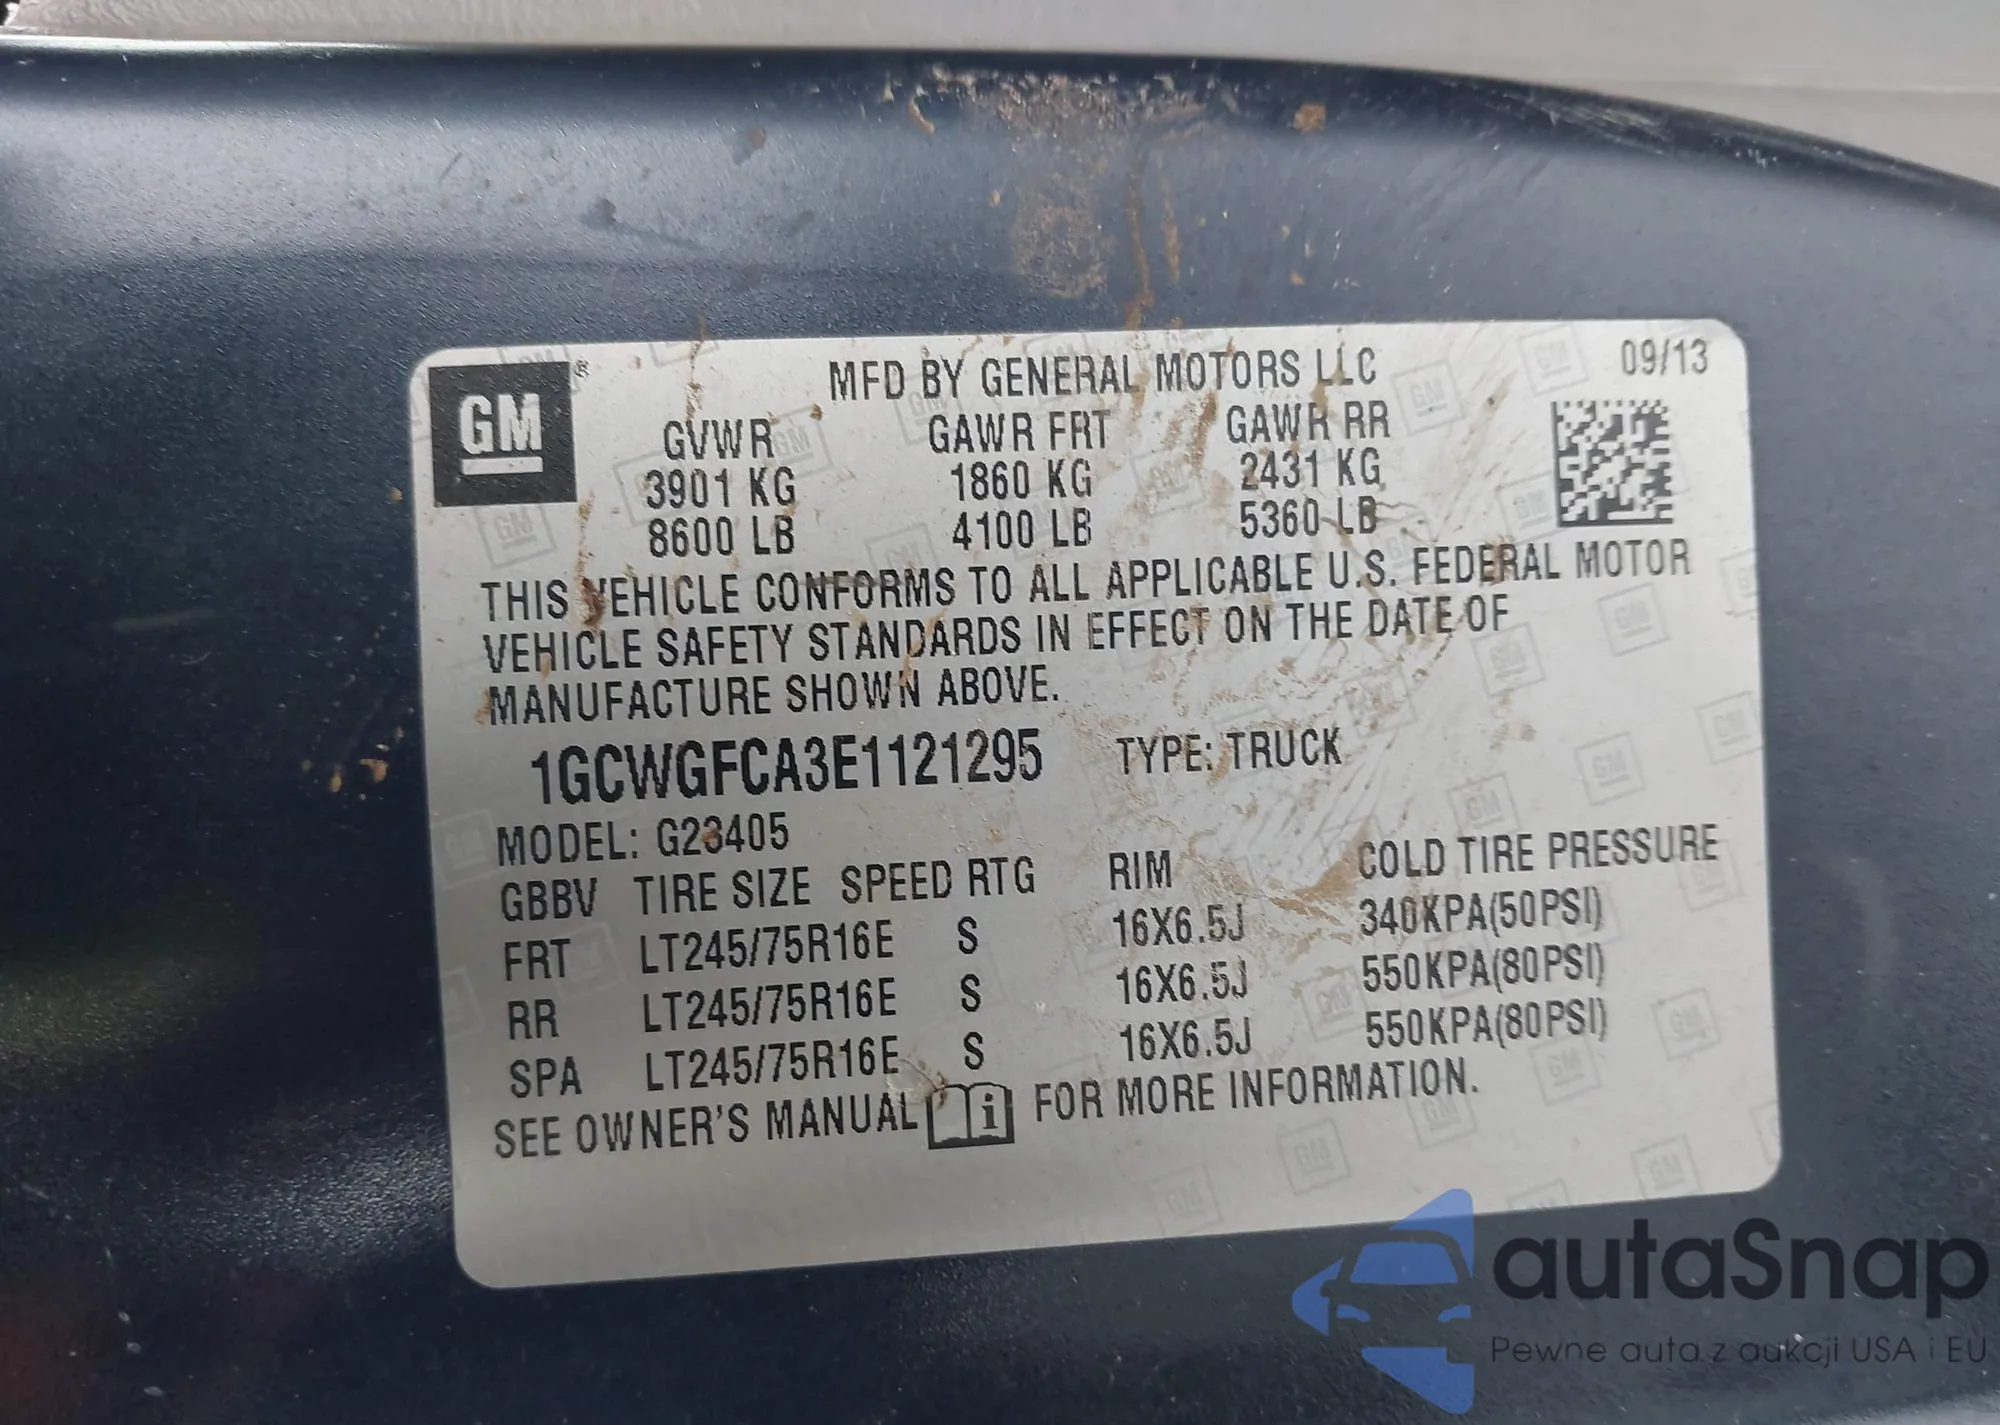 GM®
MFD BY GENERAL MOTORS LLC 09/13
GVWR GAWR FRT GAWR RR
3901 KG 1860 KG 2431 KG
8600 LB 4100 LB 5360 LB
THIS VEHICLE CONFORMS TO ALL APPLICABLE U.S. FEDERAL MOTOR
VEHICLE SAFETY STANDARDS IN EFFECT ON THE DATE OF
MANUFACTURE SHOWN ABOVE.
1GCWGFCA3E1121295 TYPE: TRUCK
MODEL: G23405
GBBV TIRE SIZE SPEED RTG RIM COLD TIRE PRESSURE
FRT LT245/75R16E S 16X6.5J 340KPA(50PSI)
RR LT245/75R16E S 16X6.5J 550KPA(80PSI)
SPA LT245/75R16E S 16X6.5J 550KPA(80PSI)
SEE OWNER'S MANUAL i FOR MORE INFORMATION.
autaSnap
Pewne auta z aukcji USA i EU